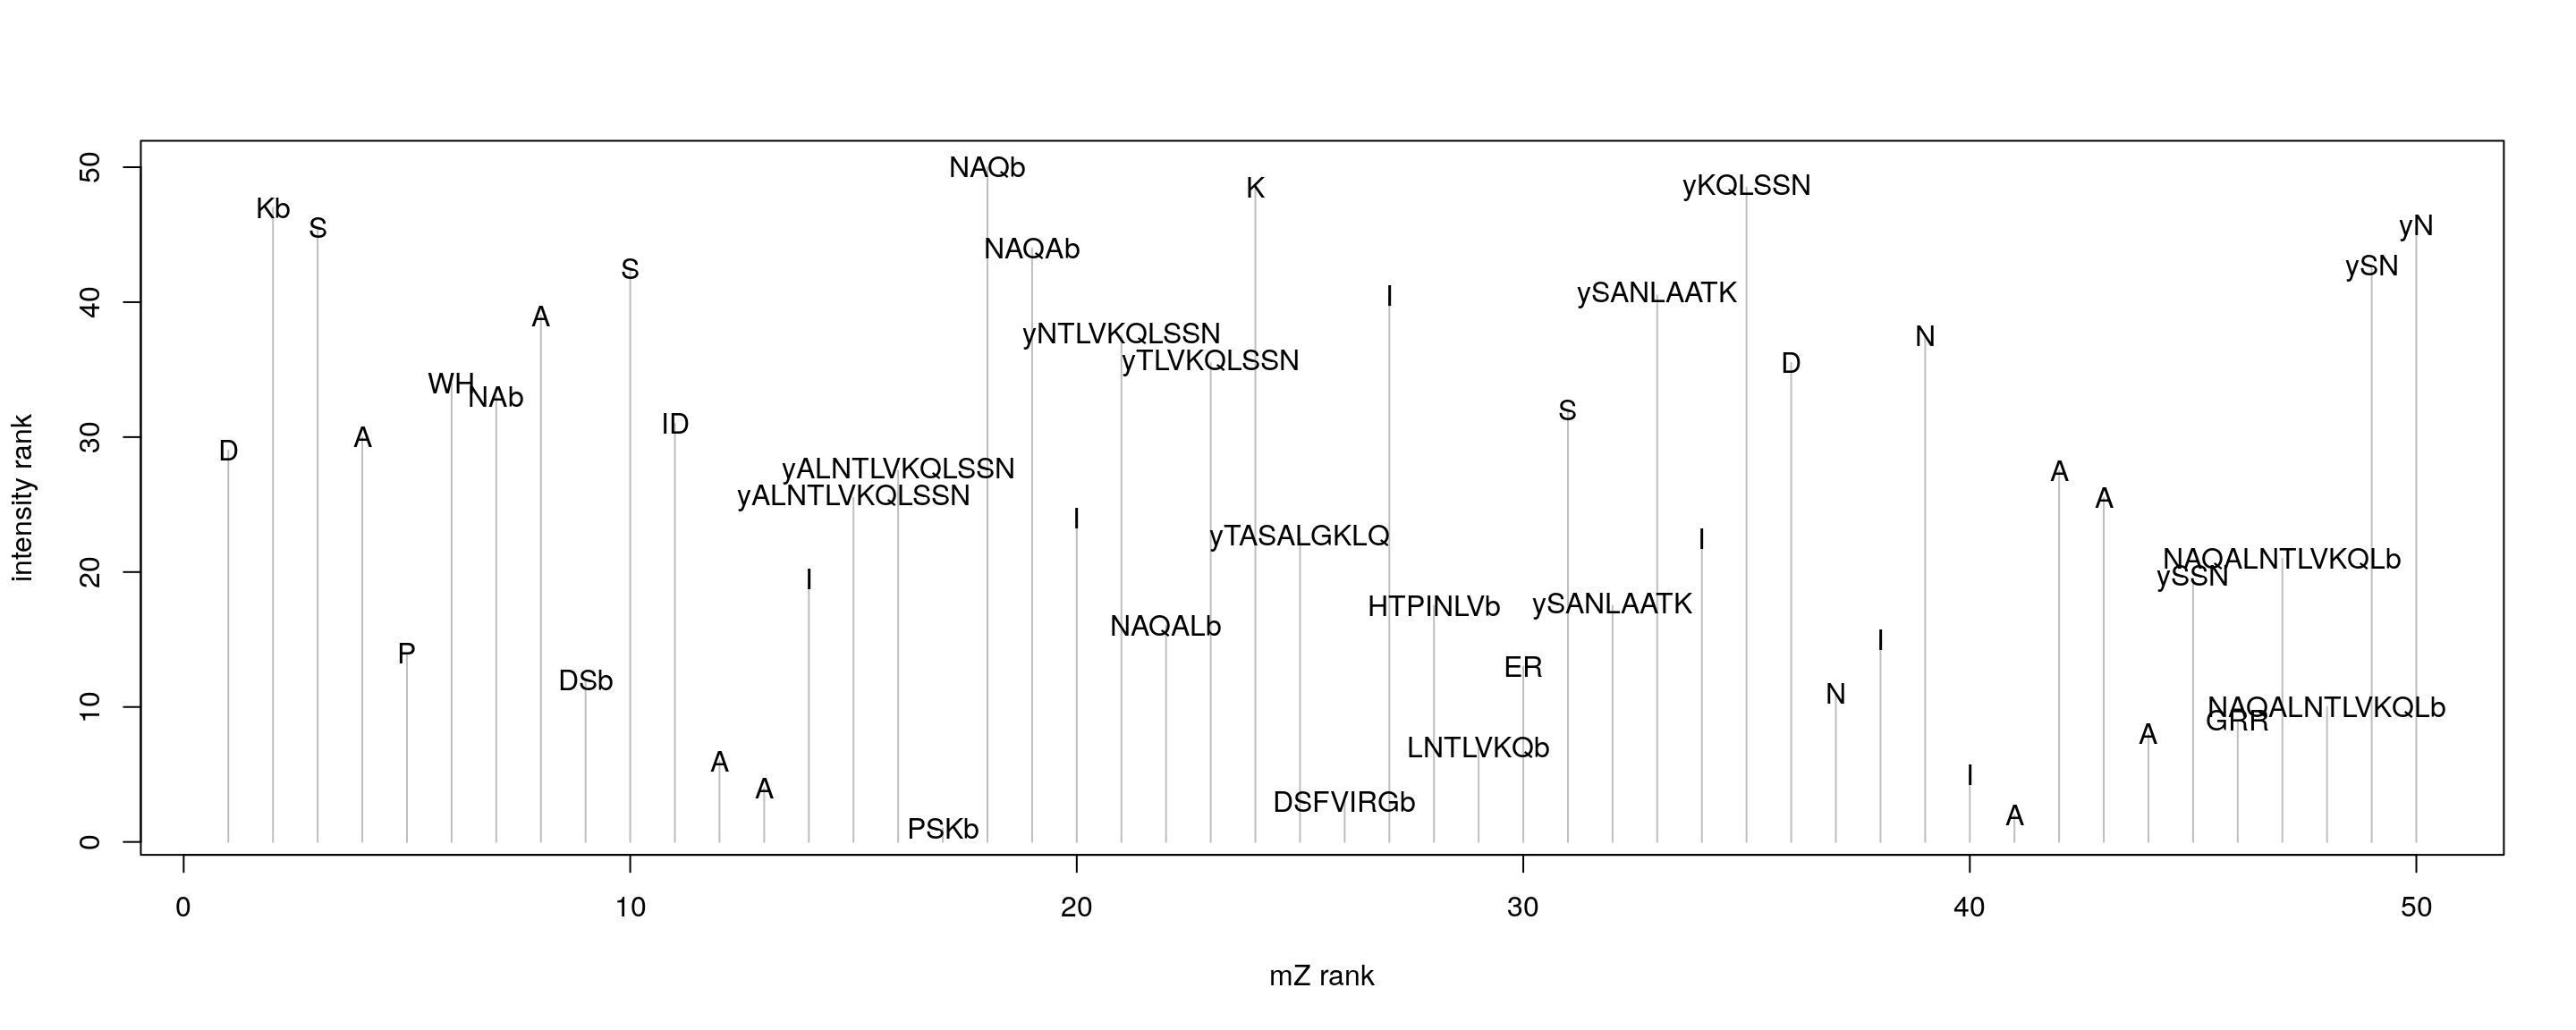 NAQb
yKQLSSN
K
Kb
S
yN
NAQAb
S
ySN
ySANLAATK
I
A
yNTLVKQLSSN
N
yTLVKQLSSN
D
WH
NAb
S
ID
A
D
yALNTLVKQLSSN
A
yALNTLVKQLSSN
A
I
yTASALGKLQ
I
NAQALNTLVKQLb
I
ySSN
HTPINLVb
ySANLAATK
NAQALb
I
P
ER
DSb
N
NAQALNTLVKQLb
GRR
A
LNTLVKQb
A
I
A
DSFVIRGb
A
PSKb
50
40
30
20
10
0
intensity rank
0 10 20 30 40 50
mZ rank